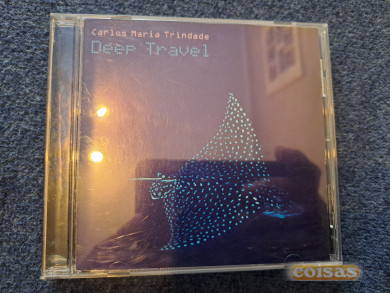 Carlos Maria Trindade
Deep Travel
coisas